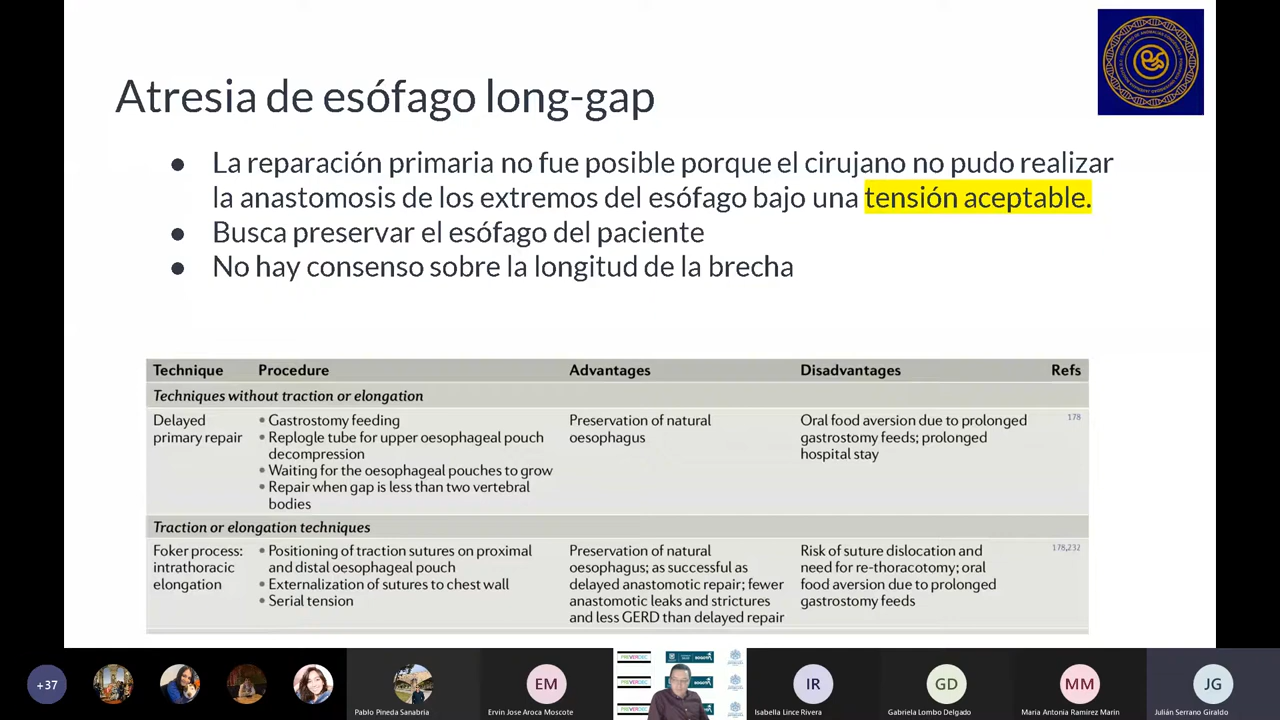 Atresia de esófago long-gap
● La reparación primaria no fue posible porque el cirujano no pudo realizar
la anastomosis de los extremos del esófago bajo una tensión aceptable.
● Busca preservar el esófago del paciente
● No hay consenso sobre la longitud de la brecha
Technique Procedure Advantages Disadvantages Refs
Techniques without traction or elongation
Delayed • Gastrostomy feeding Preservation of natural Oral food aversion due to prolonged 178
primary repair • Replogle tube for upper oesophageal pouch oesophagus gastrostomy feeds; prolonged
decompression hospital stay
• Waiting for the oesophageal pouches to grow
• Repair when gap is less than two vertebral
bodies
Traction or elongation techniques
Foker process: • Positioning of traction sutures on proximal Preservation of natural Risk of suture dislocation and 178,232
intrathoracic and distal oesophageal pouch oesophagus; as successful as need for re-thoracotomy; oral
elongation • Externalization of sutures to chest wall delayed anastomotic repair; fewer food aversion due to prolonged
• Serial tension anastomotic leaks and strictures gastrostomy feeds
and less GERD than delayed repair
+37
EM
IR
GD
MM
JG
Pablo Pineda Sanabria
Ervin Jose Aroca Moscote
Isabella Lince Rivera
Gabriela Lombo Delgado
Maria Antonia Ramirez Marin
Julián Serrano Giraldo